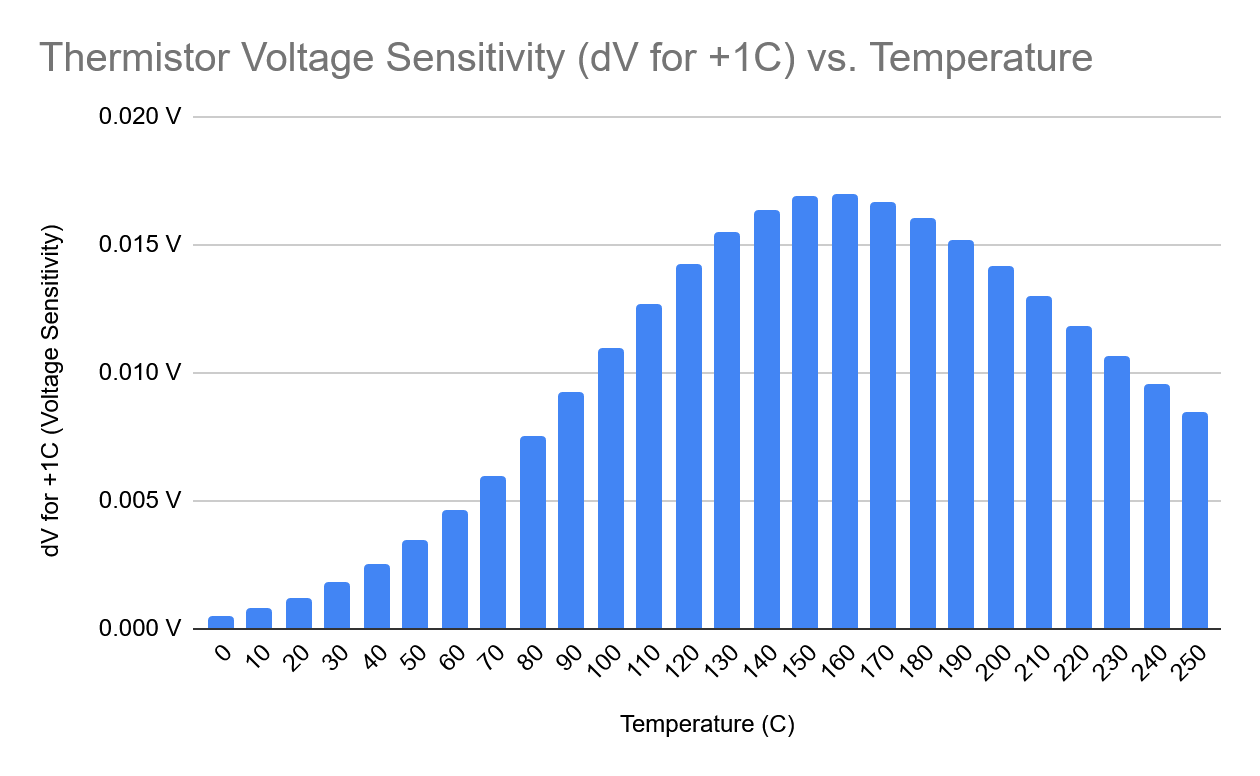 Thermistor Voltage Sensitivity (dV for +1C) vs. Temperature
dV for +1C (Voltage Sensitivity)
0.020 V
0.015 V
0.010 V
0.005 V
0.000 V
0 10 20 30 40 50 60 70 80 90 100 110 120 130 140 150 160 170 180 190 200 210 220 230 240 250
Temperature (C)